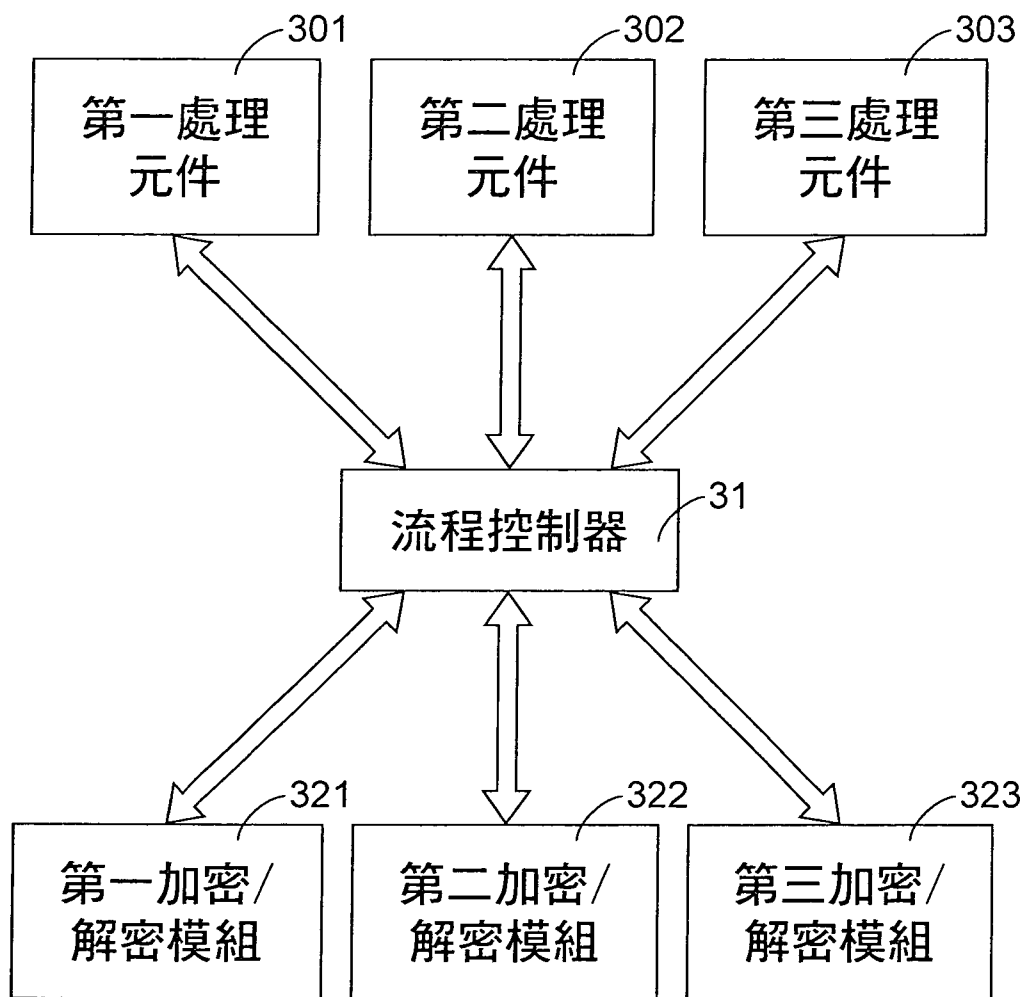 301
302
303
第一處理
元件
第二處理
元件
第三處理
元件
31
流程控制器
321
322
323
第一加密/
解密模組
第二加密/
解密模組
第三加密/
解密模組